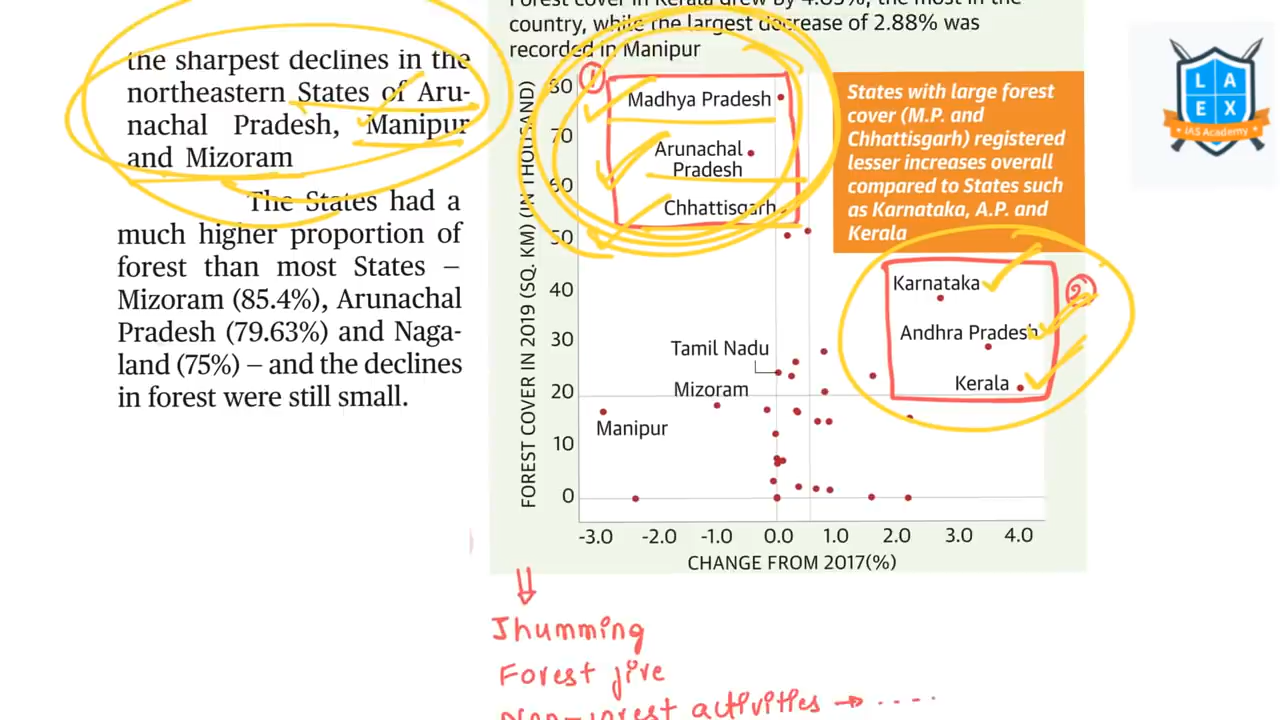 the sharpest declines in the
northeastern States of Aru-
nachal Pradesh, Manipur
and Mizoram
The States had a
much higher proportion of
forest than most States –
Mizoram (85.4%), Arunachal
Pradesh (79.63%) and Naga-
land (75%) – and the declines
in forest were still small.
Forest cover in Kerala grew by 4.85%, the most in the
country, while the largest decrease of 2.88% was
recorded in Manipur
FOREST COVER IN 2019 (SQ. KM) (IN THOUSAND)
80
70
60
50
40
30
20
10
0
1
Madhya Pradesh
Arunachal
Pradesh
Chhattisgarh
States with large forest
cover (M.P. and
Chhattisgarh) registered
lesser increases overall
compared to States such
as Karnataka, A.P. and
Kerala
2
Karnataka
Andhra Pradesh
Kerala
Tamil Nadu
Mizoram
Manipur
-3.0 -2.0 -1.0 0.0 1.0 2.0 3.0 4.0
CHANGE FROM 2017(%)
Jhumming
Forest fire
Non-forest activities → ....
L A
E X
IAS Academy